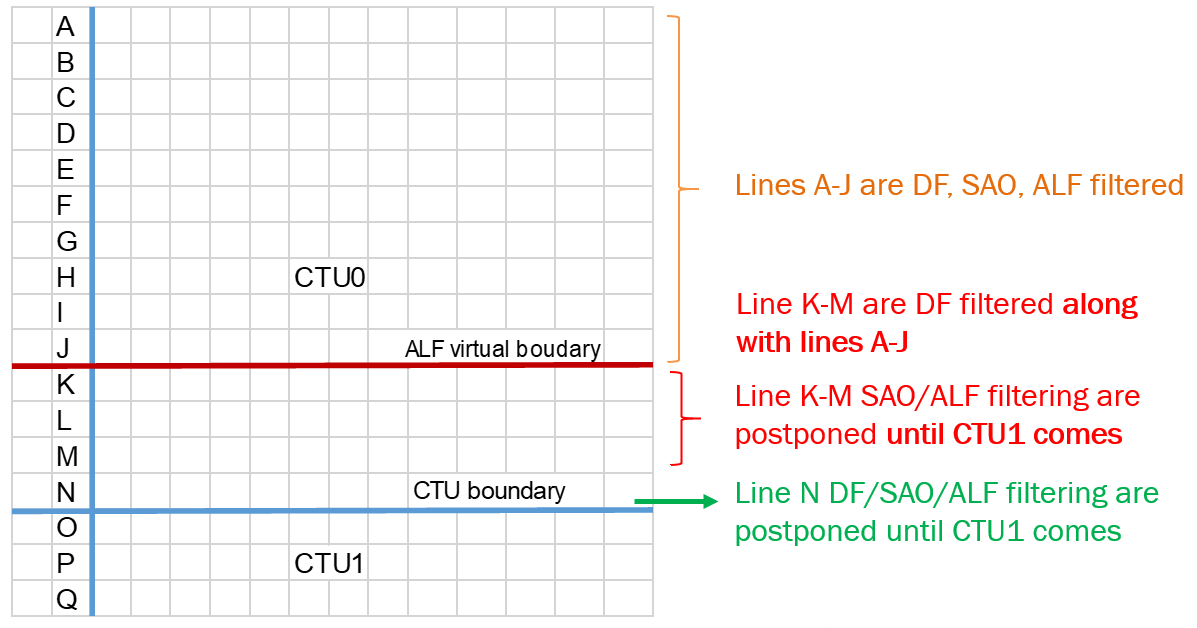 A
B
C
D
E
F
G
H
CTU0
I
J
ALF virtual boudary
K
L
M
N
CTU boundary
O
P
CTU1
Q
Lines A-J are DF, SAO, ALF filtered
Line K-M are DF filtered along
with lines A-J
Line K-M SAO/ALF filtering are
postponed until CTU1 comes
Line N DF/SAO/ALF filtering are
postponed until CTU1 comes